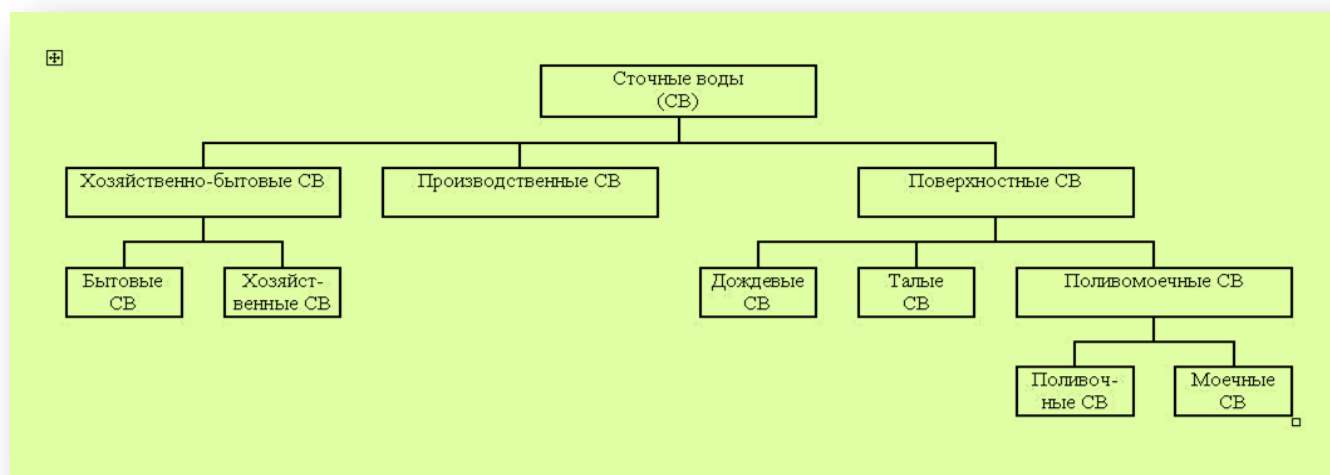 Сточные воды
(СВ)
Хозяйственно-бытовые СВ
Производственные СВ
Поверхностные СВ
Бытовые
СВ
Хозяйст-
венные СВ
Дождевые
СВ
Талые
СВ
Поливомоечные СВ
Поливоч-
ные СВ
Моечные
СВ